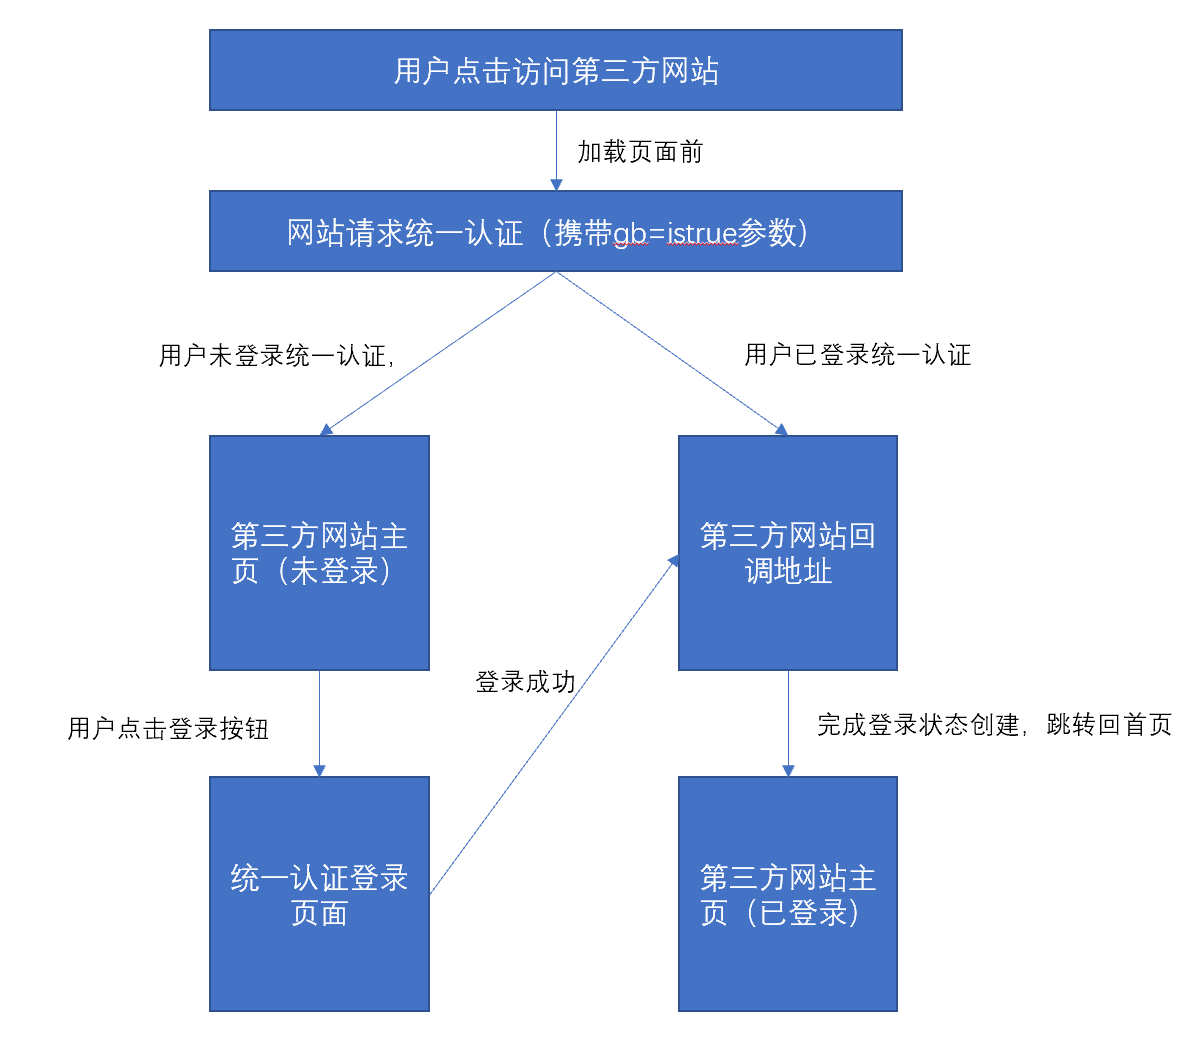 用户点击访问第三方网站
加载页面前
网站请求统一认证（携带gb=istrue参数）
用户未登录统一认证，
用户已登录统一认证
第三方网站主
页（未登录）
第三方网站回
调地址
登录成功
用户点击登录按钮
完成登录状态创建，跳转回首页
统一认证登录
页面
第三方网站主
页（已登录）